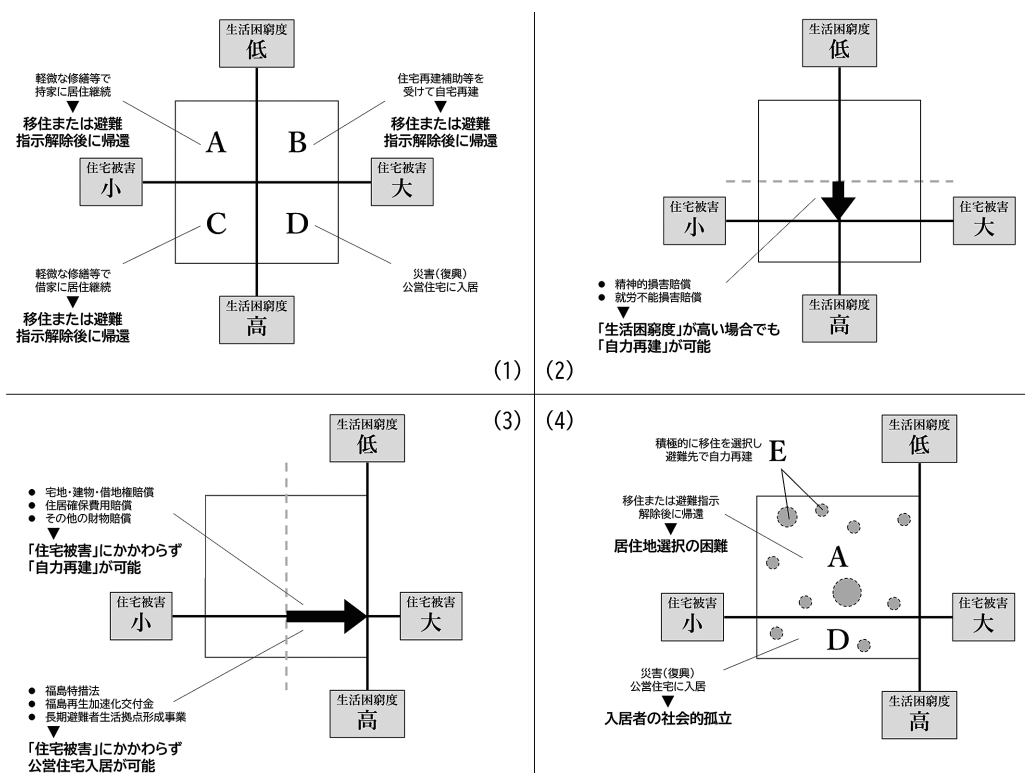 生活困窮度
低
軽微な修繕等で
持家に居住継続
▼
移住または避難
指示解除後に帰還
住宅再建補助等を
受けて自宅再建
▼
移住または避難
指示解除後に帰還
A
B
住宅被害
小
住宅被害
大
C
D
軽微な修繕等で
借家に居住継続
▼
移住または避難
指示解除後に帰還
災害(復興)
公営住宅に入居
生活困窮度
高
(1)
(2)
生活困窮度
低
住宅被害
小
住宅被害
大
● 精神的損害賠償
● 就労不能損害賠償
▼
「生活困窮度」が高い場合でも
「自力再建」が可能
生活困窮度
高
(3)
生活困窮度
低
● 宅地・建物・借地権賠償
● 住居確保費用賠償
● その他の財物賠償
▼
「住宅被害」にかかわらず
「自力再建」が可能
住宅被害
小
住宅被害
大
● 福島特措法
● 福島再生加速化交付金
● 長期避難者生活拠点形成事業
▼
「住宅被害」にかかわらず
公営住宅入居が可能
生活困窮度
高
(4)
生活困窮度
低
積極的に移住を選択し
避難先で自力再建
E
移住または避難指示
解除後に帰還
▼
居住地選択の困難
A
住宅被害
小
住宅被害
大
D
災害(復興)
公営住宅に入居
▼
入居者の社会的孤立
生活困窮度
高